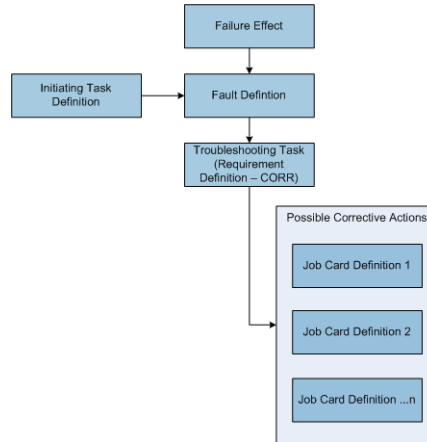 Failure Effect
Initiating Task
Definition
Fault Defintion
Troubleshooting Task
(Requirement
Definition – CORR)
Possible Corrective Actions
Job Card Definition 1
Job Card Definition 2
Job Card Definition ...n